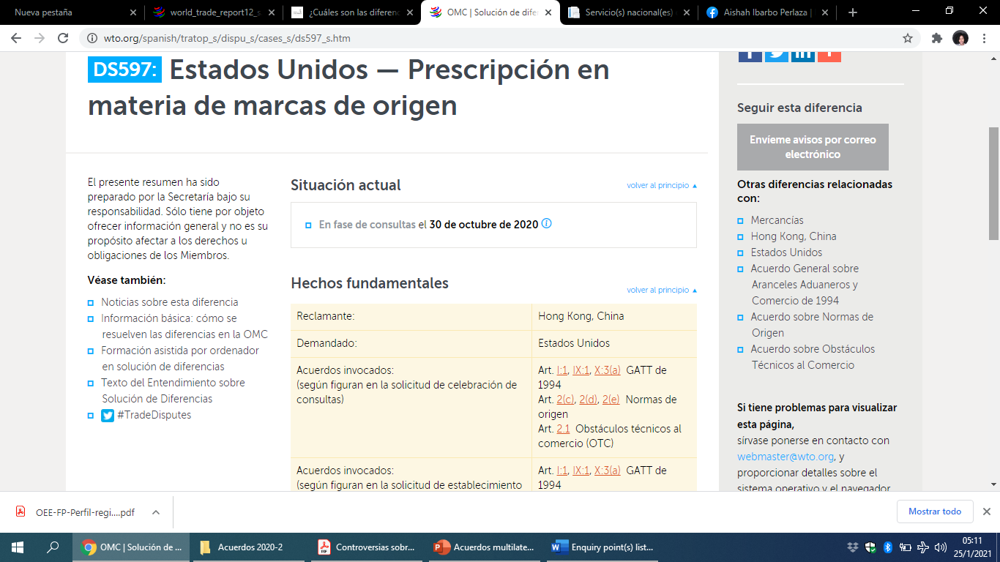 Nueva pestaña
world_trade_report12_s
¿Cuáles son las diferenc
OMC | Solución de dife
Servicio(s) nacional(es)
Aishah Ibarbo Perlaza |
wto.org/spanish/tratop_s/dispu_s/cases_s/ds597_s.htm
DS597: Estados Unidos — Prescripción en
materia de marcas de origen
El presente resumen ha sido
preparado por la Secretaría bajo su
responsabilidad. Sólo tiene por objeto
ofrecer información general y no es su
propósito afectar a los derechos u
obligaciones de los Miembros.
Véase también:
Noticias sobre esta diferencia
Información básica: cómo se
resuelven las diferencias en la OMC
Formación asistida por ordenador
en solución de diferencias
Texto del Entendimiento sobre
Solución de Diferencias
#TradeDisputes
Situación actual
volver al principio
En fase de consultas el 30 de octubre de 2020
Hechos fundamentales
volver al principio
Reclamante:
Hong Kong, China
Demandado:
Estados Unidos
Acuerdos invocados:
(según figuran en la solicitud de celebración de
consultas)
Art. I:1, IX:1, X:3(a) GATT de
1994
Art. 2(c), 2(d), 2(e) Normas de
origen
Art. 2.1 Obstáculos técnicos al
comercio (OTC)
Acuerdos invocados:
(según figuran en la solicitud de establecimiento
Art. I:1, IX:1, X:3(a) GATT de
1994
Seguir esta diferencia
Envíeme avisos por correo
electrónico
Otras diferencias relacionadas
con:
Mercancías
Hong Kong, China
Estados Unidos
Acuerdo General sobre
Aranceles Aduaneros y
Comercio de 1994
Acuerdo sobre Normas de
Origen
Acuerdo sobre Obstáculos
Técnicos al Comercio
Si tiene problemas para visualizar
esta página,
sírvase ponerse en contacto con
webmaster@wto.org, y
proporcionar detalles sobre el
sistema operativo y el navegador
OEE-FP-Perfil-regi....pdf
Mostrar todo
OMC | Solución de ...
Acuerdos 2020-2
Controversias sobr...
Acuerdos multilate...
Enquiry point(s) list...
05:11
25/1/2021